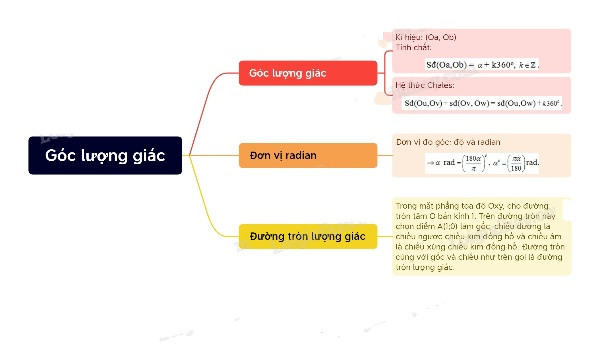 Góc lượng giác
Góc lượng giác
Kí hiệu: (Oa, Ob)
Tính chất:
Sđ(Oa,Ob) = α + k360°, k ∈ ℤ.
Hệ thức Chales:
Sđ(Ou,Ov) + sđ(Ov, Ow) = sđ(Ou,Ow) + k360°.
Đơn vị radian
Đơn vị đo góc: độ và radian
→ α rad = (180α/π)°, α° = (πα/180) rad.
Đường tròn lượng giác
Trong mặt phẳng tọa độ Oxy, cho đường
tròn tâm O bán kính 1. Trên đường tròn này
chọn điểm A(1;0) làm gốc, chiều dương là
chiều ngược chiều kim đồng hồ và chiều âm
là chiều xứng chiều kim đồng hồ. Đường tròn
cùng với gốc và chiều như trên gọi là đường
tròn lượng giác.